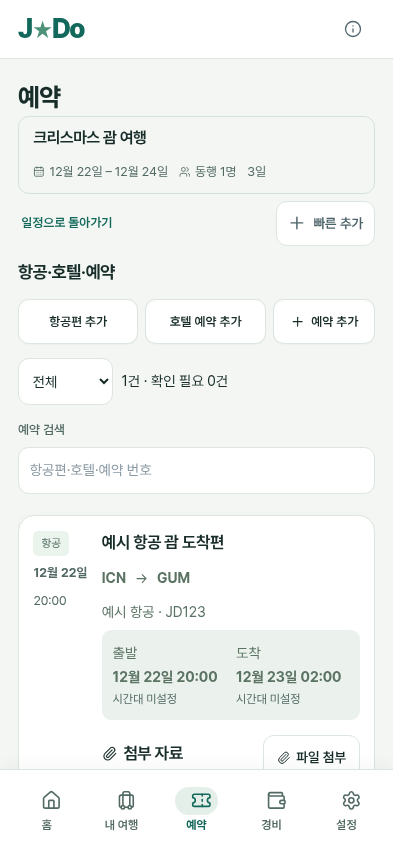 J★Do
예약
크리스마스 괌 여행
12월 22일 – 12월 24일 동행 1명 3일
일정으로 돌아가기
빠른 추가
항공·호텔·예약
항공편 추가
호텔 예약 추가
예약 추가
전체
1건 · 확인 필요 0건
예약 검색
항공편·호텔·예약 번호
항공
예시 항공 괌 도착편
12월 22일
ICN → GUM
20:00
예시 항공 · JD123
출발
도착
12월 22일 20:00
12월 23일 02:00
시간대 미설정
시간대 미설정
첨부 자료
파일 첨부
홈
내 여행
예약
경비
설정